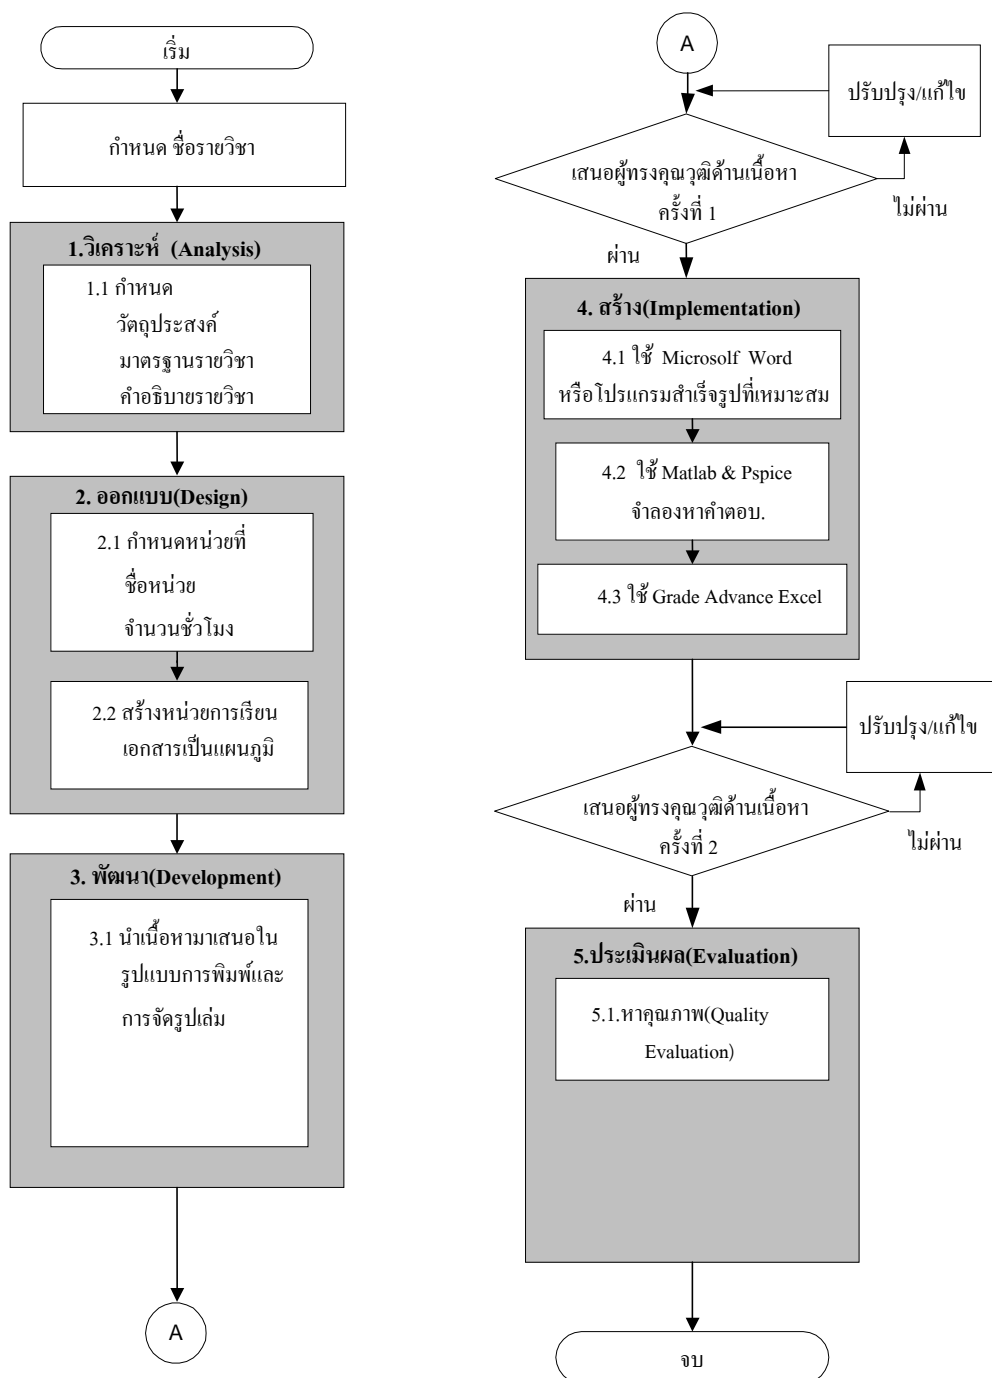 เริ่ม
กำหนด ชื่อรายวิชา
1.วิเคราะห์ (Analysis)
1.1 กำหนด
วัตถุประสงค์
มาตรฐานรายวิชา
คำอธิบายรายวิชา
2. ออกแบบ(Design)
2.1 กำหนดหน่วยที่
ชื่อหน่วย
จำนวนชั่วโมง
2.2 สร้างหน่วยการเรียน
เอกสารเป็นแผนภูมิ
3. พัฒนา(Development)
3.1 นำเนื้อหามาเสนอใน
รูปแบบการพิมพ์และ
การจัดรูปเล่ม
A
A
ปรับปรุง/แก้ไข
เสนอผู้ทรงคุณวุฒิด้านเนื้อหา
ครั้งที่ 1
ไม่ผ่าน
ผ่าน
4. สร้าง(Implementation)
4.1 ใช้ Microsolf Word
หรือโปรแกรมสำเร็จรูปที่เหมาะสม
4.2 ใช้ Matlab & Pspice
จำลองหาคำตอบ.
4.3 ใช้ Grade Advance Excel
ปรับปรุง/แก้ไข
เสนอผู้ทรงคุณวุฒิด้านเนื้อหา
ครั้งที่ 2
ไม่ผ่าน
ผ่าน
5.ประเมินผล(Evaluation)
5.1.หาคุณภาพ(Quality
Evaluation)
จบ